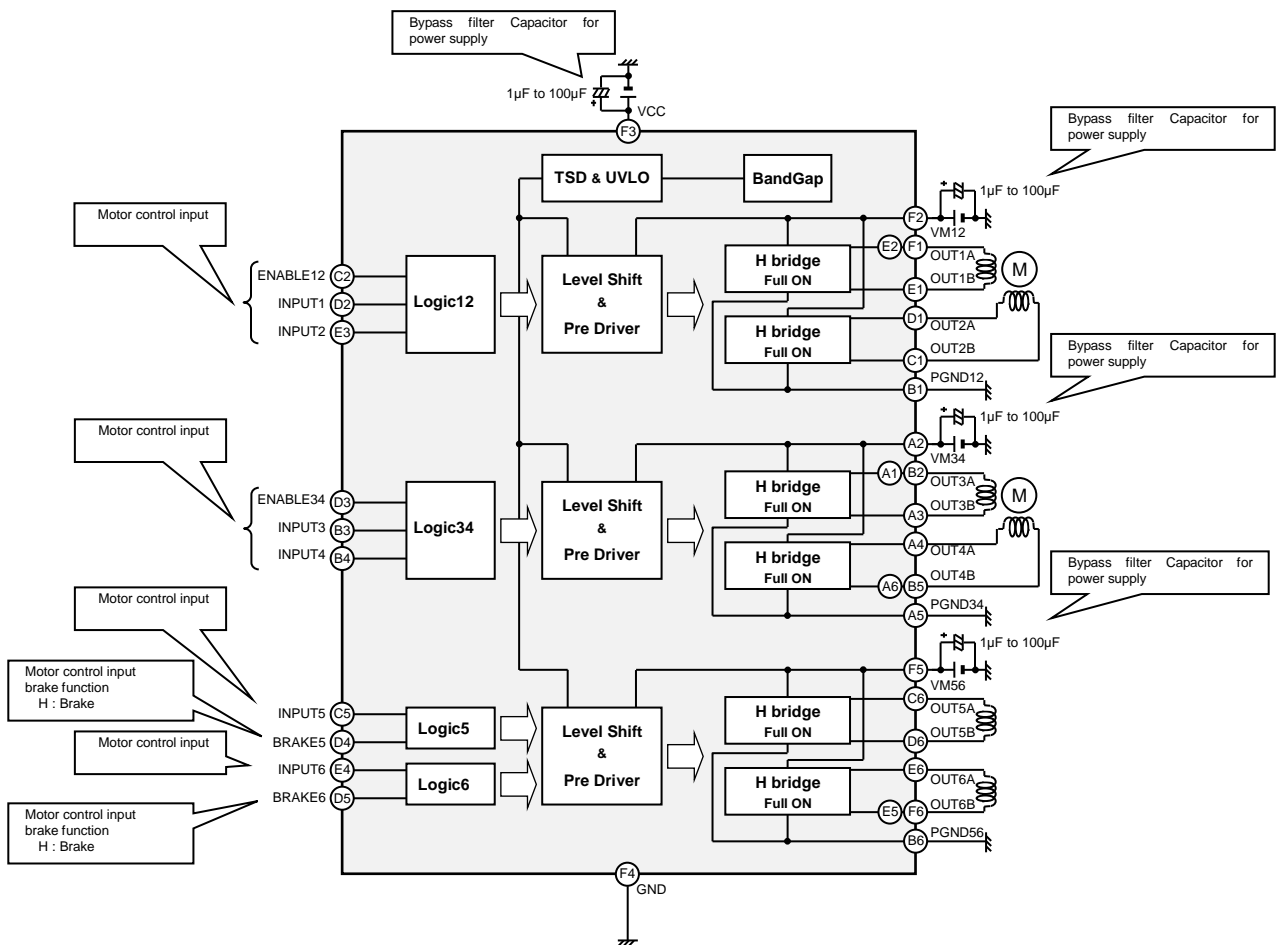 Bypass filter Capacitor for
power supply
1µF to 100µF
+
VCC
F3
Bypass filter Capacitor for
power supply
TSD & UVLO
BandGap
+
1µF to 100µF
Motor control input
F2
VM12
ENABLE12
C2
INPUT1
D2
INPUT2
E3
Logic12
Level Shift
&
Pre Driver
H bridge
Full ON
E2
F1
OUT1A
OUT1B
E1
M
H bridge
Full ON
D1
OUT2A
OUT2B
C1
B1
PGND12
Bypass filter Capacitor for
power supply
+
1µF to 100µF
Motor control input
A2
VM34
ENABLE34
D3
INPUT3
B3
INPUT4
B4
Logic34
Level Shift
&
Pre Driver
H bridge
Full ON
A1
B2
OUT3A
OUT3B
A3
M
H bridge
Full ON
A4
OUT4A
A6
B5
OUT4B
A5
PGND34
Bypass filter Capacitor for
power supply
+
1µF to 100µF
Motor control input
Motor control input
brake function
H : Brake
Motor control input
Motor control input
brake function
H : Brake
F5
VM56
INPUT5
C5
BRAKE5
D4
INPUT6
E4
BRAKE6
D5
Logic5
Logic6
Level Shift
&
Pre Driver
H bridge
Full ON
C6
OUT5A
OUT5B
D6
H bridge
Full ON
E6
OUT6A
OUT6B
E5
F6
B6
PGND56
F4
GND